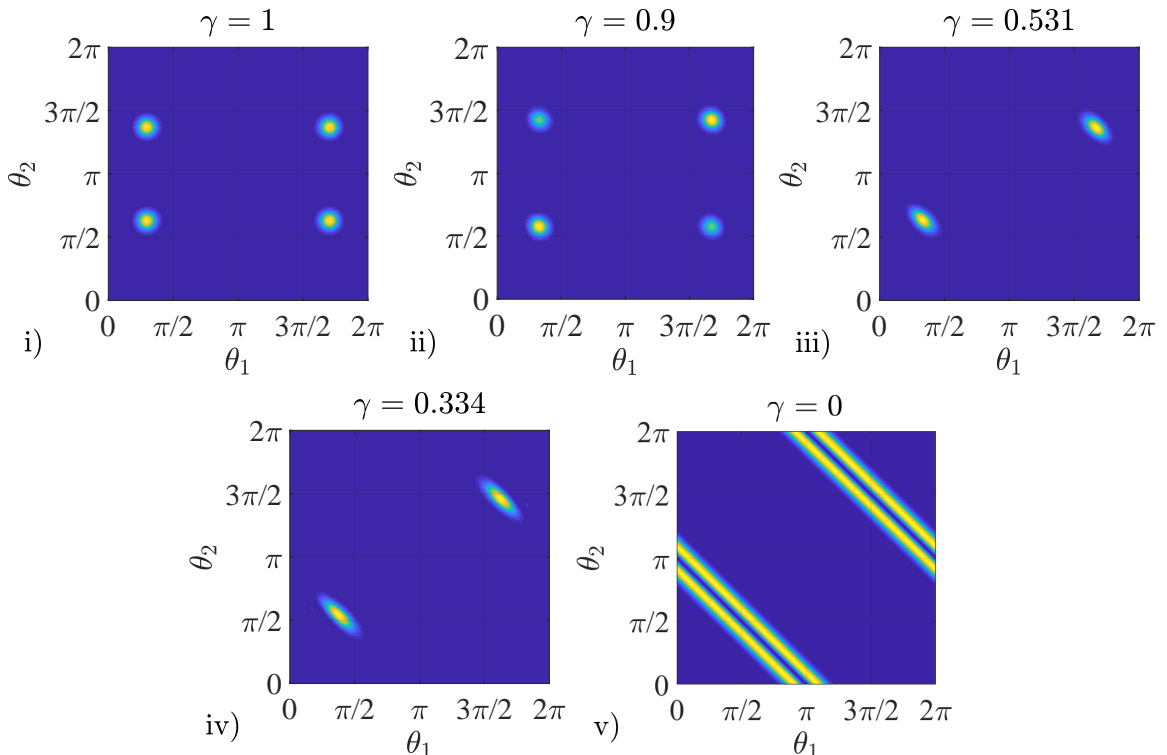 γ = 1
2π
3π/2
π
π/2
0
0 π/2 π 3π/2 2π
θ₂
θ₁
i)
γ = 0.9
2π
3π/2
π
π/2
0
0 π/2 π 3π/2 2π
θ₂
θ₁
ii)
γ = 0.531
2π
3π/2
π
π/2
0
0 π/2 π 3π/2 2π
θ₂
θ₁
iii)
γ = 0.334
2π
3π/2
π
π/2
0
0 π/2 π 3π/2 2π
θ₂
θ₁
iv)
γ = 0
2π
3π/2
π
π/2
0
0 π/2 π 3π/2 2π
θ₂
θ₁
v)